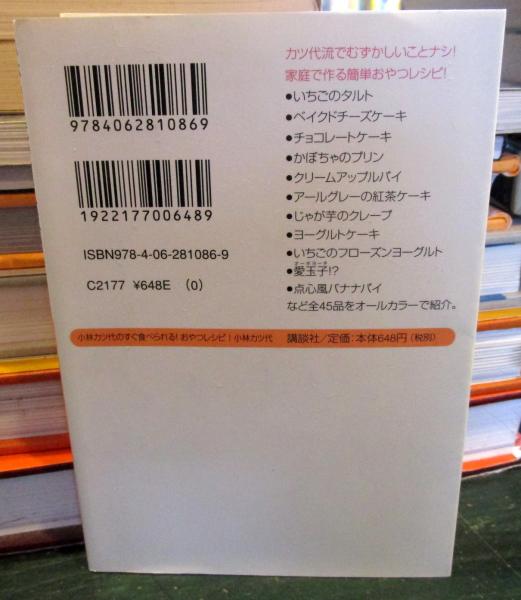 9784062810869
1922177006489
ISBN978-4-06-281086-9
C2177 ¥648E (0)
カツ代流でむずかしいことナシ!
家庭で作る簡単おやつレシピ!
●いちごのタルト
●ベイクドチーズケーキ
●チョコレートケーキ
●かぼちゃのプリン
●クリームアップルパイ
●アールグレーの紅茶ケーキ
●じゃが芋のクレープ
●ヨーグルトケーキ
●いちごのフローズンヨーグルト
●愛玉子!?
●点心風バナナパイ
など全45品をオールカラーで紹介。
小林カツ代のすぐ食べられる! おやつレシピ | 小林カツ代 講談社/定価:本体648円(税別)